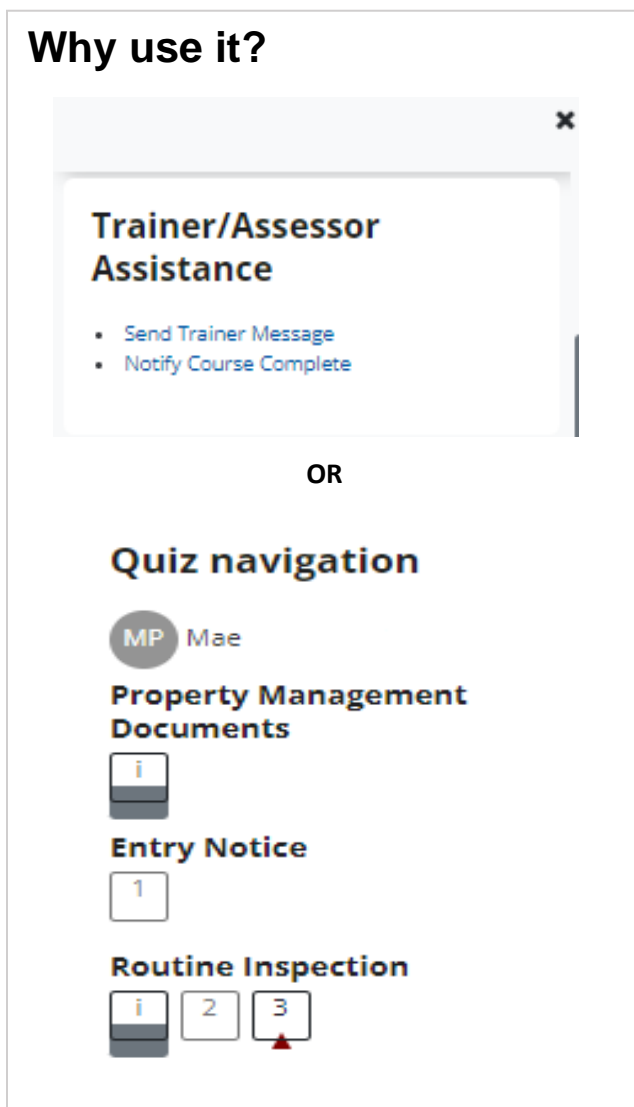 Why use it?
×
Trainer/Assessor
Assistance
• Send Trainer Message
• Notify Course Complete
OR
Quiz navigation
MP Mae
Property Management
Documents
i
Entry Notice
1
Routine Inspection
i 2 3